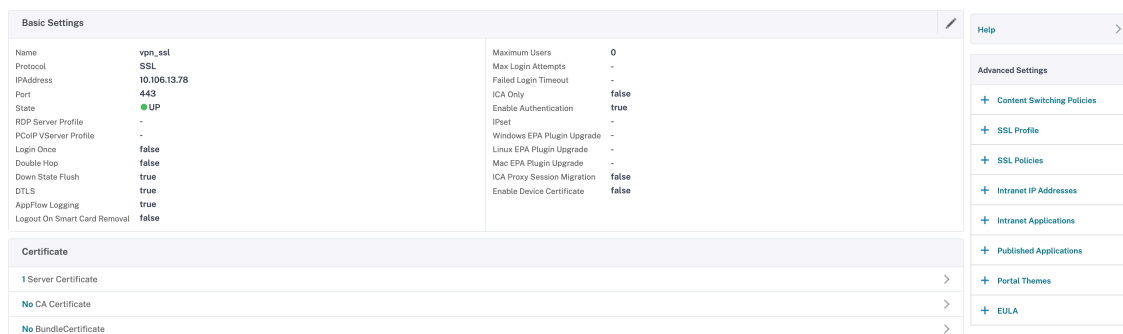 Basic Settings
Name vpn_ssl
Protocol SSL
IPAddress 10.106.13.78
Port 443
State UP
RDP Server Profile -
PCoIP VServer Profile -
Login Once false
Double Hop false
Down State Flush true
DTLS true
AppFlow Logging true
Logout On Smart Card Removal false
Maximum Users 0
Max Login Attempts -
Failed Login Timeout -
ICA Only false
Enable Authentication true
IPset -
Windows EPA Plugin Upgrade -
Linux EPA Plugin Upgrade -
Mac EPA Plugin Upgrade -
ICA Proxy Session Migration false
Enable Device Certificate false
Certificate
1 Server Certificate
No CA Certificate
No BundleCertificate
Help
Advanced Settings
+ Content Switching Policies
+ SSL Profile
+ SSL Policies
+ Intranet IP Addresses
+ Intranet Applications
+ Published Applications
+ Portal Themes
+ EULA